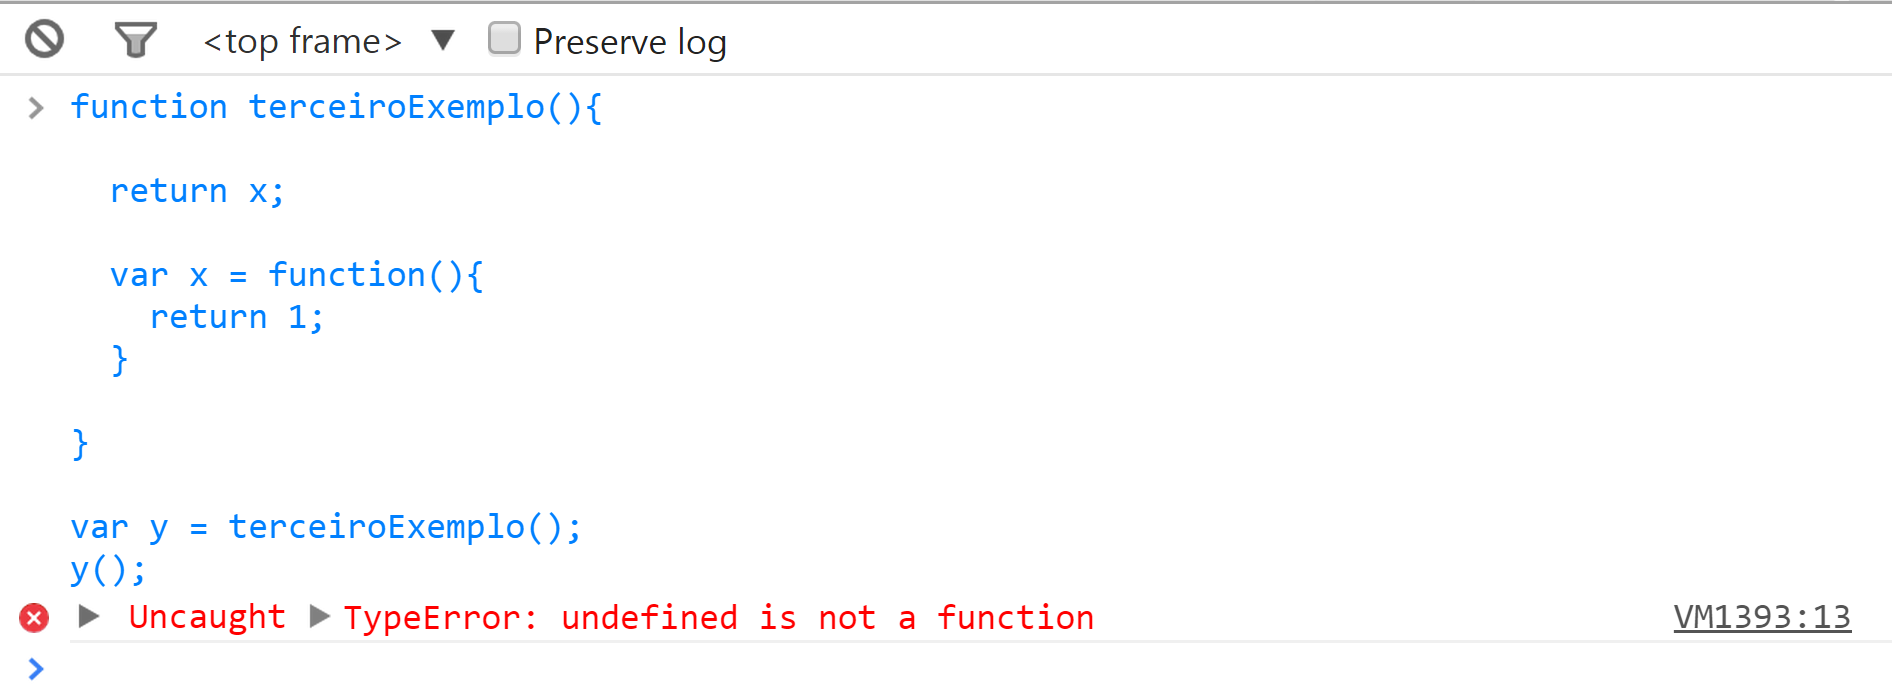 <top frame> ▼ Preserve log
function terceiroExemplo(){
return x;
var x = function(){
return 1;
}
}
var y = terceiroExemplo();
y();
Uncaught TypeError: undefined is not a function VM1393:13